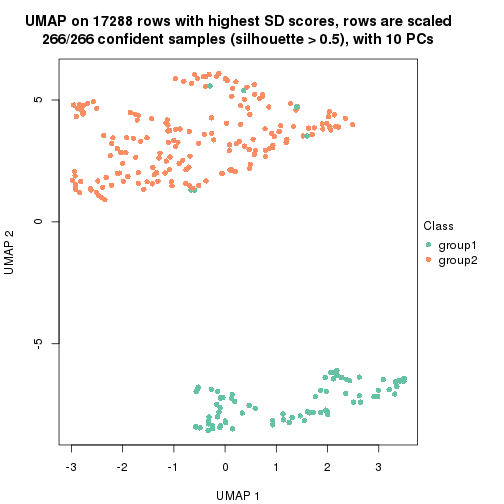 UMAP on 17288 rows with highest SD scores, rows are scaled
266/266 confident samples (silhouette > 0.5), with 10 PCs
5
0
-5
UMAP 2
-3 -2 -1 0 1 2 3
UMAP 1
Class
group1
group2